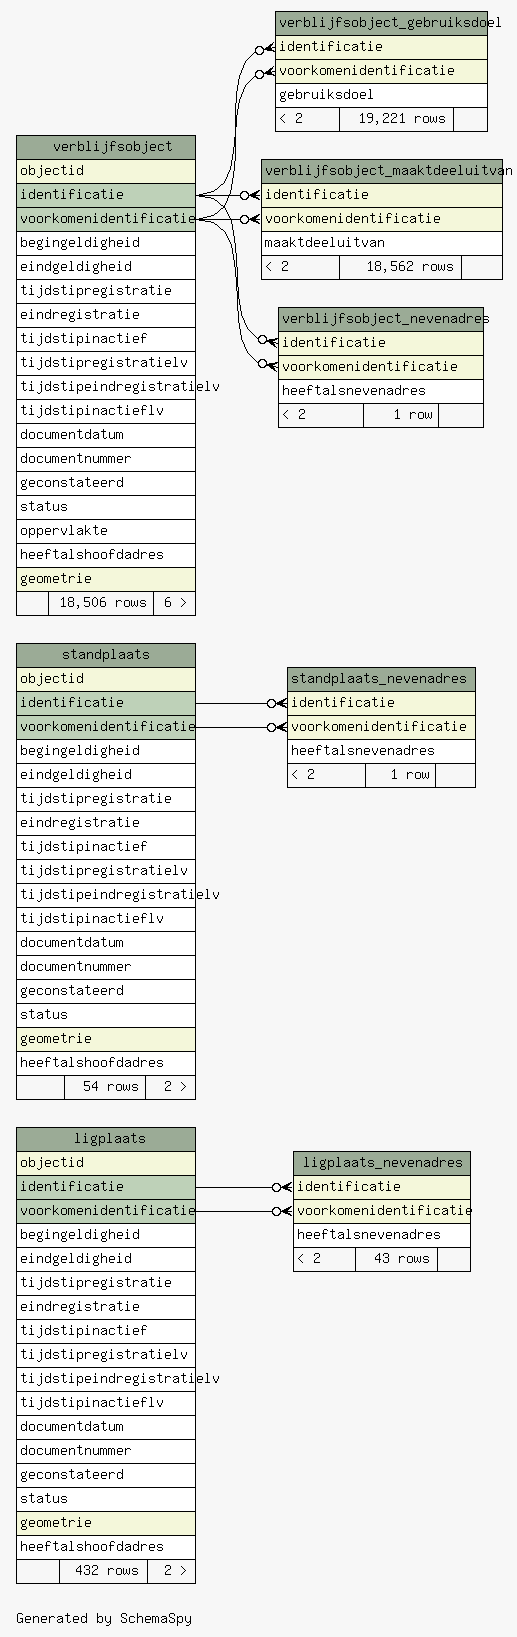 verblijfsobject_gebruiksdoel
identificatie
voorkomenidentificatie
gebruiksdoel
< 2 19,221 rows
verblijfsobject
objectid
identificatie
voorkomenidentificatie
begingeldigheid
eindgeldigheid
tijdstipregistratie
eindregistratie
tijdstipinactief
tijdstipregistratielv
tijdstipeindregistratielv
tijdstipinactieflv
documentdatum
documentnummer
geconstateerd
status
oppervlakte
heeftalshoofdadres
geometrie
18,506 rows 6 >
verblijfsobject_maaktdeeluitvan
identificatie
voorkomenidentificatie
maaktdeeluitvan
< 2 18,562 rows
verblijfsobject_nevenadres
identificatie
voorkomenidentificatie
heeftalsnevenadres
< 2 1 row
standplaats
objectid
identificatie
voorkomenidentificatie
begingeldigheid
eindgeldigheid
tijdstipregistratie
eindregistratie
tijdstipinactief
tijdstipregistratielv
tijdstipeindregistratielv
tijdstipinactieflv
documentdatum
documentnummer
geconstateerd
status
geometrie
heeftalshoofdadres
54 rows 2 >
standplaats_nevenadres
identificatie
voorkomenidentificatie
heeftalsnevenadres
< 2 1 row
ligplaats
objectid
identificatie
voorkomenidentificatie
begingeldigheid
eindgeldigheid
tijdstipregistratie
eindregistratie
tijdstipinactief
tijdstipregistratielv
tijdstipeindregistratielv
tijdstipinactieflv
documentdatum
documentnummer
geconstateerd
status
geometrie
heeftalshoofdadres
432 rows 2 >
ligplaats_nevenadres
identificatie
voorkomenidentificatie
heeftalsnevenadres
< 2 43 rows
Generated by SchemaSpy